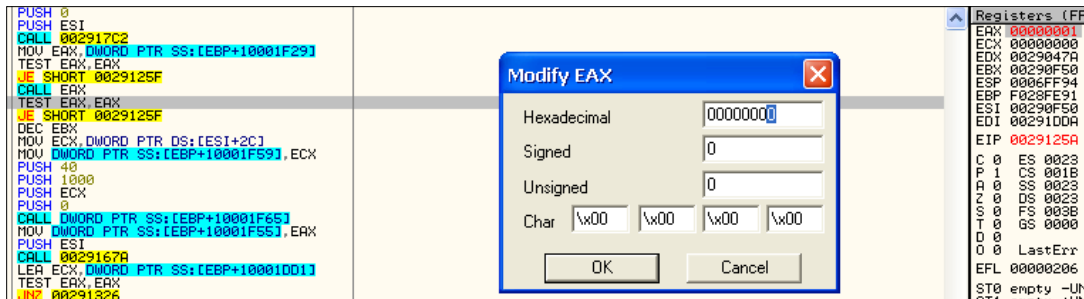 PUSH 0
PUSH ESI
CALL 002917C2
MOV EAX,DWORD PTR SS:[EBP+10001F29]
TEST EAX,EAX
JE SHORT 0029125F
CALL EAX
TEST EAX,EAX
JE SHORT 0029125F
DEC EBX
MOV ECX,DWORD PTR DS:[ESI+2C]
MOV DWORD PTR SS:[EBP+10001F59],ECX
PUSH 40
PUSH 1000
PUSH ECX
PUSH 0
CALL DWORD PTR SS:[EBP+10001F65]
MOV DWORD PTR SS:[EBP+10001F55],EAX
PUSH ESI
CALL 0029167A
LEA ECX,DWORD PTR SS:[EBP+10001DD1]
TEST EAX,EAX
JNZ 00291326
Modify EAX
Hexadecimal 00000000
Signed 0
Unsigned 0
Char \x00 \x00 \x00 \x00
OK Cancel
Registers (FP
EAX 00000001
ECX 00000000
EDX 0029047A
EBX 00290F50
ESP 0006FF94
EBP F028FE91
ESI 00290F50
EDI 00291DDA
EIP 0029125A
C 0 ES 0023
P 1 CS 001B
A 0 SS 0023
Z 0 DS 0023
S 0 FS 003B
T 0 GS 0000
D 0
O 0 LastErr
EFL 00000206
ST0 empty -UN